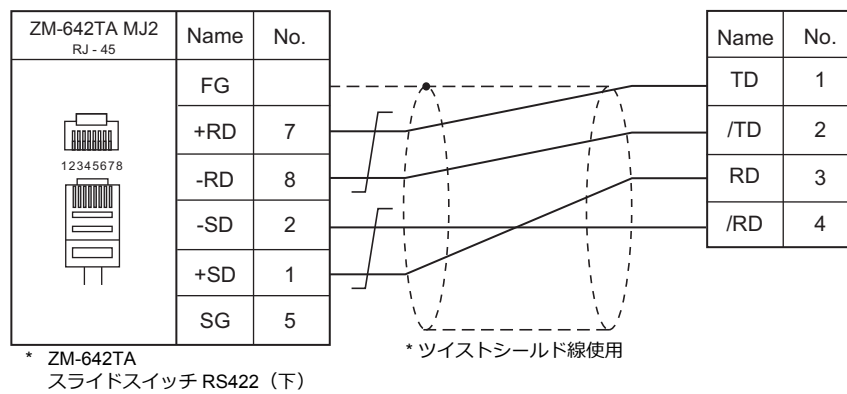 ZM-642TA MJ2
RJ - 45
Name No.
FG
+RD 7
-RD 8
-SD 2
+SD 1
SG 5
12345678
Name No.
TD 1
/TD 2
RD 3
/RD 4
* ZM-642TA
スライドスイッチ RS422（下）
* ツイストシールド線使用